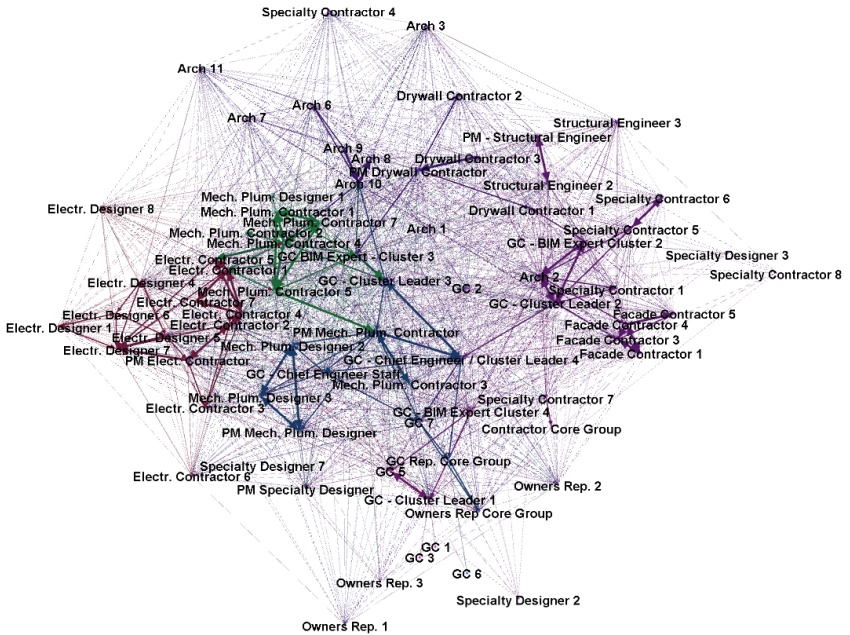 Specialty Contractor 4
Arch 3
Arch 11
Drywall Contractor 2
Arch 6
Arch 7
Structural Engineer 3
PM - Structural Engineer
Arch 9
Arch 8
Drywall Contractor 3
PM Drywall Contractor
Arch 10
Structural Engineer 2
Mech. Plum. Designer 1
Specialty Contractor 6
Electr. Designer 8
Mech. Plum. Contractor 1
Drywall Contractor 1
Mech. Plum. Contractor 7
Arch 1
Mech. Plum. Contractor 2
Specialty Contractor 5
Mech. Plum. Contractor 4
GC - BIM Expert Cluster 2
GC BIM Expert - Cluster 3
Specialty Designer 3
Electr. Contractor 5
Electr. Contractor 1
Specialty Contractor 8
Arch 2
Electr. Designer 4
GC - Cluster Leader 3
GC 2
Mech. Plum. Contractor 5
Specialty Contractor 1
Electr. Contractor 7
GC - Cluster Leader 2
Electr. Designer 6
Electr. Contractor 4
Facade Contractor 5
Electr. Designer 1
Electr. Contractor 2
Facade Contractor 4
PM Mech. Plum. Contractor
Electr. Designer 5
Facade Contractor 3
Mech. Plum. Designer 2
Electr. Designer 7
Facade Contractor 1
PM Elect. Contractor
GC - Chief Engineer / Cluster Leader 4
GC - Chief Engineer Staff
Mech. Plum. Contractor 3
Mech. Plum. Designer 3
Specialty Contractor 7
Electr. Contractor 3
GC - BIM Expert Cluster 4
GC 7
Contractor Core Group
PM Mech. Plum. Designer
GC Rep. Core Group
Specialty Designer 7
GC 5
Electr. Contractor 6
Owners Rep. 2
PM Specialty Designer
GC - Cluster Leader 1
Owners Rep Core Group
GC 1
GC 3
GC 6
Owners Rep. 3
Specialty Designer 2
Owners Rep. 1